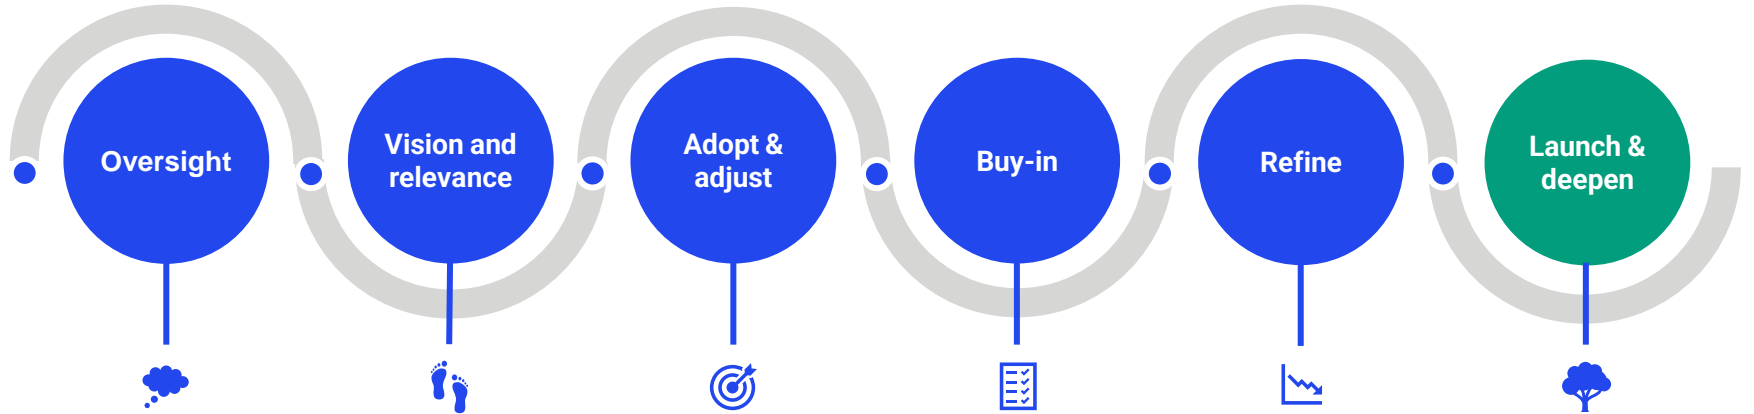 Oversight
Vision and
relevance
Adopt &
adjust
Buy-in
Refine
Launch &
deepen